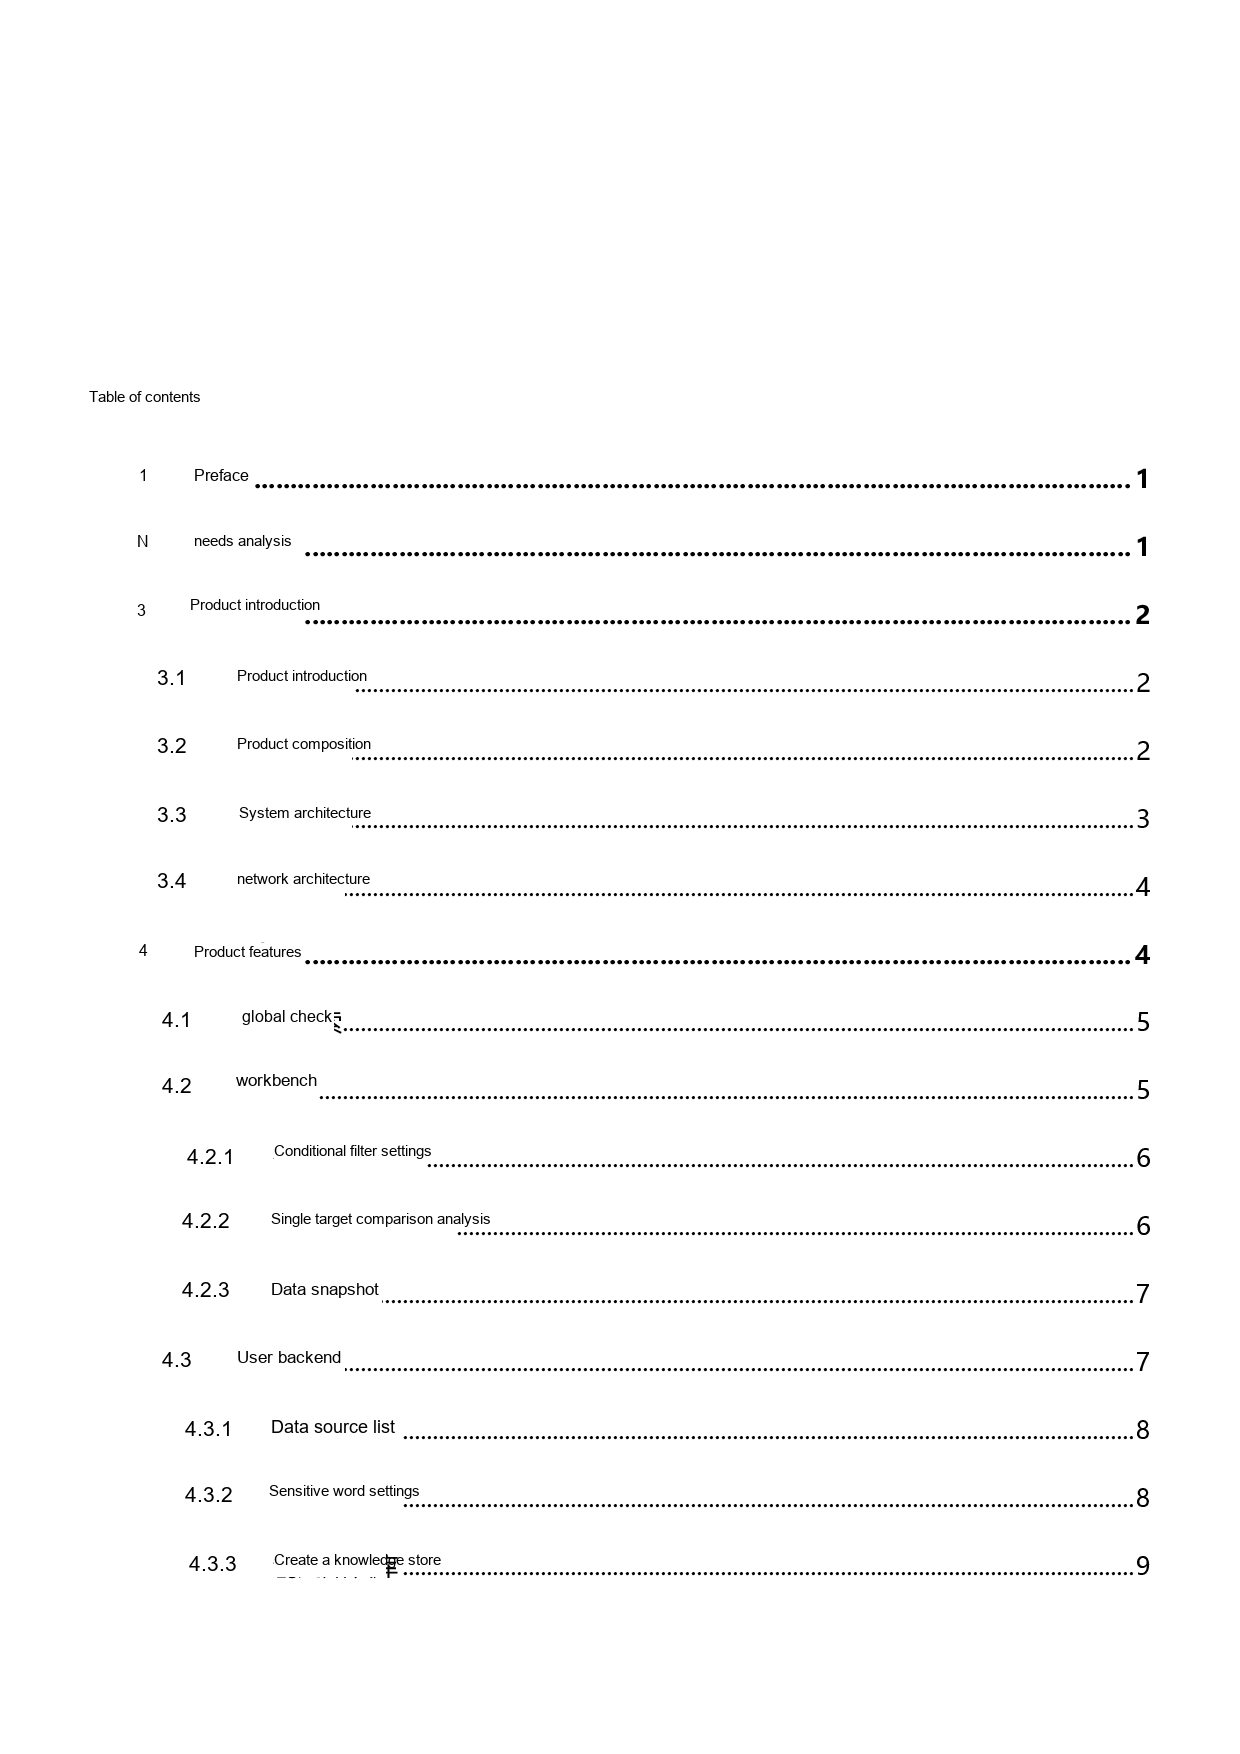 Table of contents
1 Preface 1
N needs analysis 1
3 Product introduction 2
3.1 Product introduction 2
3.2 Product composition 2
3.3 System architecture 3
3.4 network architecture 4
4 Product features 4
4.1 global check 5
4.2 workbench 5
4.2.1 Conditional filter settings 6
4.2.2 Single target comparison analysis 6
4.2.3 Data snapshot 7
4.3 User backend 7
4.3.1 Data source list 8
4.3.2 Sensitive word settings 8
4.3.3 Create a knowledge store 9